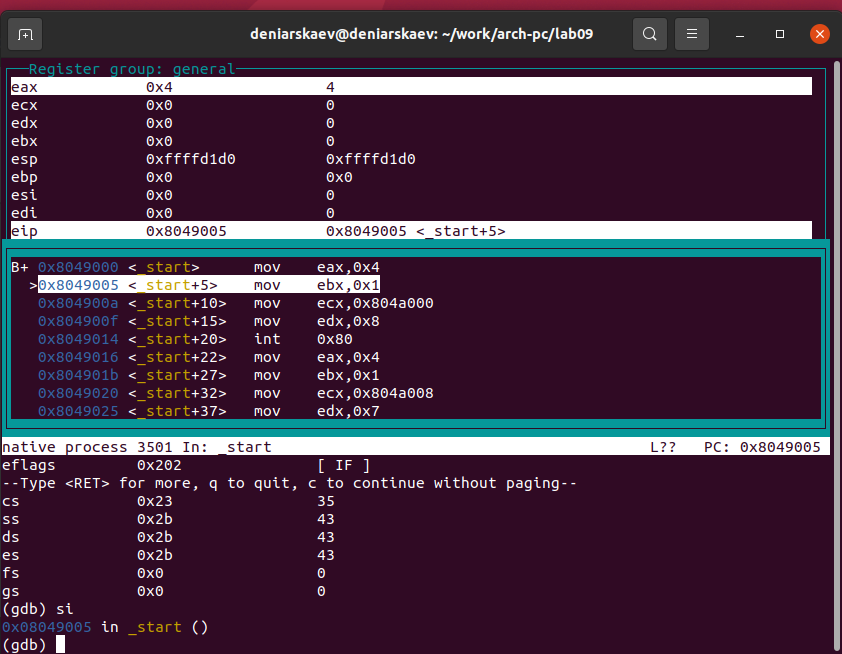 deniarskaev@deniarskaev: ~/work/arch-pc/lab09
Register group: general
eax 0x4 4
ecx 0x0 0
edx 0x0 0
ebx 0x0 0
esp 0xffffd1d0 0xffffd1d0
ebp 0x0 0x0
esi 0x0 0
edi 0x0 0
eip 0x8049005 0x8049005 <_start+5>
B+ 0x8049000 <_start> mov eax,0x4
>0x8049005 <_start+5> mov ebx,0x1
0x804900a <_start+10> mov ecx,0x804a000
0x804900f <_start+15> mov edx,0x8
0x8049014 <_start+20> int 0x80
0x8049016 <_start+22> mov eax,0x4
0x804901b <_start+27> mov ebx,0x1
0x8049020 <_start+32> mov ecx,0x804a008
0x8049025 <_start+37> mov edx,0x7
native process 3501 In: _start L?? PC: 0x8049005
eflags 0x202 [ IF ]
--Type <RET> for more, q to quit, c to continue without paging--
cs 0x23 35
ss 0x2b 43
ds 0x2b 43
es 0x2b 43
fs 0x0 0
gs 0x0 0
(gdb) si
0x08049005 in _start ()
(gdb)